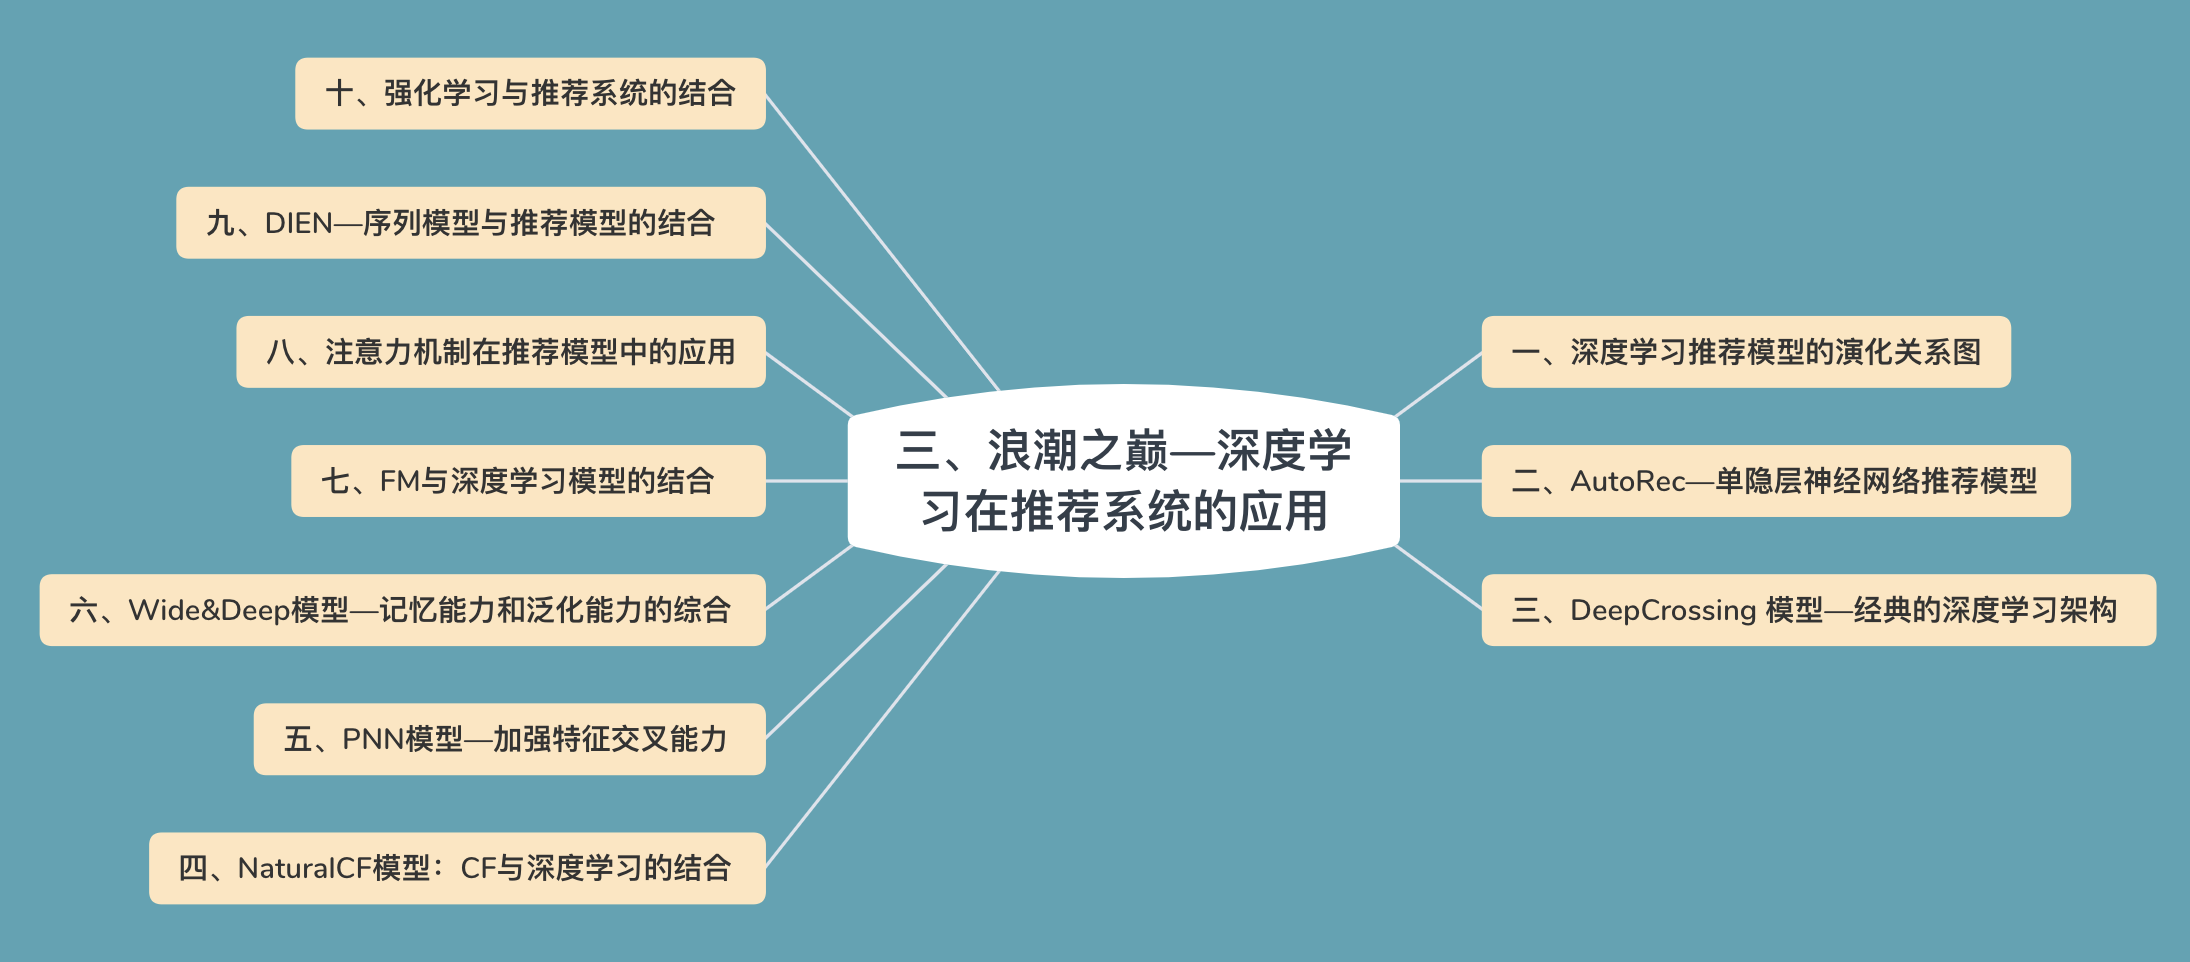 三、浪潮之巅—深度学
习在推荐系统的应用
一、深度学习推荐模型的演化关系图
二、AutoRec—单隐层神经网络推荐模型
三、DeepCrossing 模型—经典的深度学习架构
四、NaturalCF模型：CF与深度学习的结合
五、PNN模型—加强特征交叉能力
六、Wide&Deep模型—记忆能力和泛化能力的综合
七、FM与深度学习模型的结合
八、注意力机制在推荐模型中的应用
九、DIEN—序列模型与推荐模型的结合
十、强化学习与推荐系统的结合